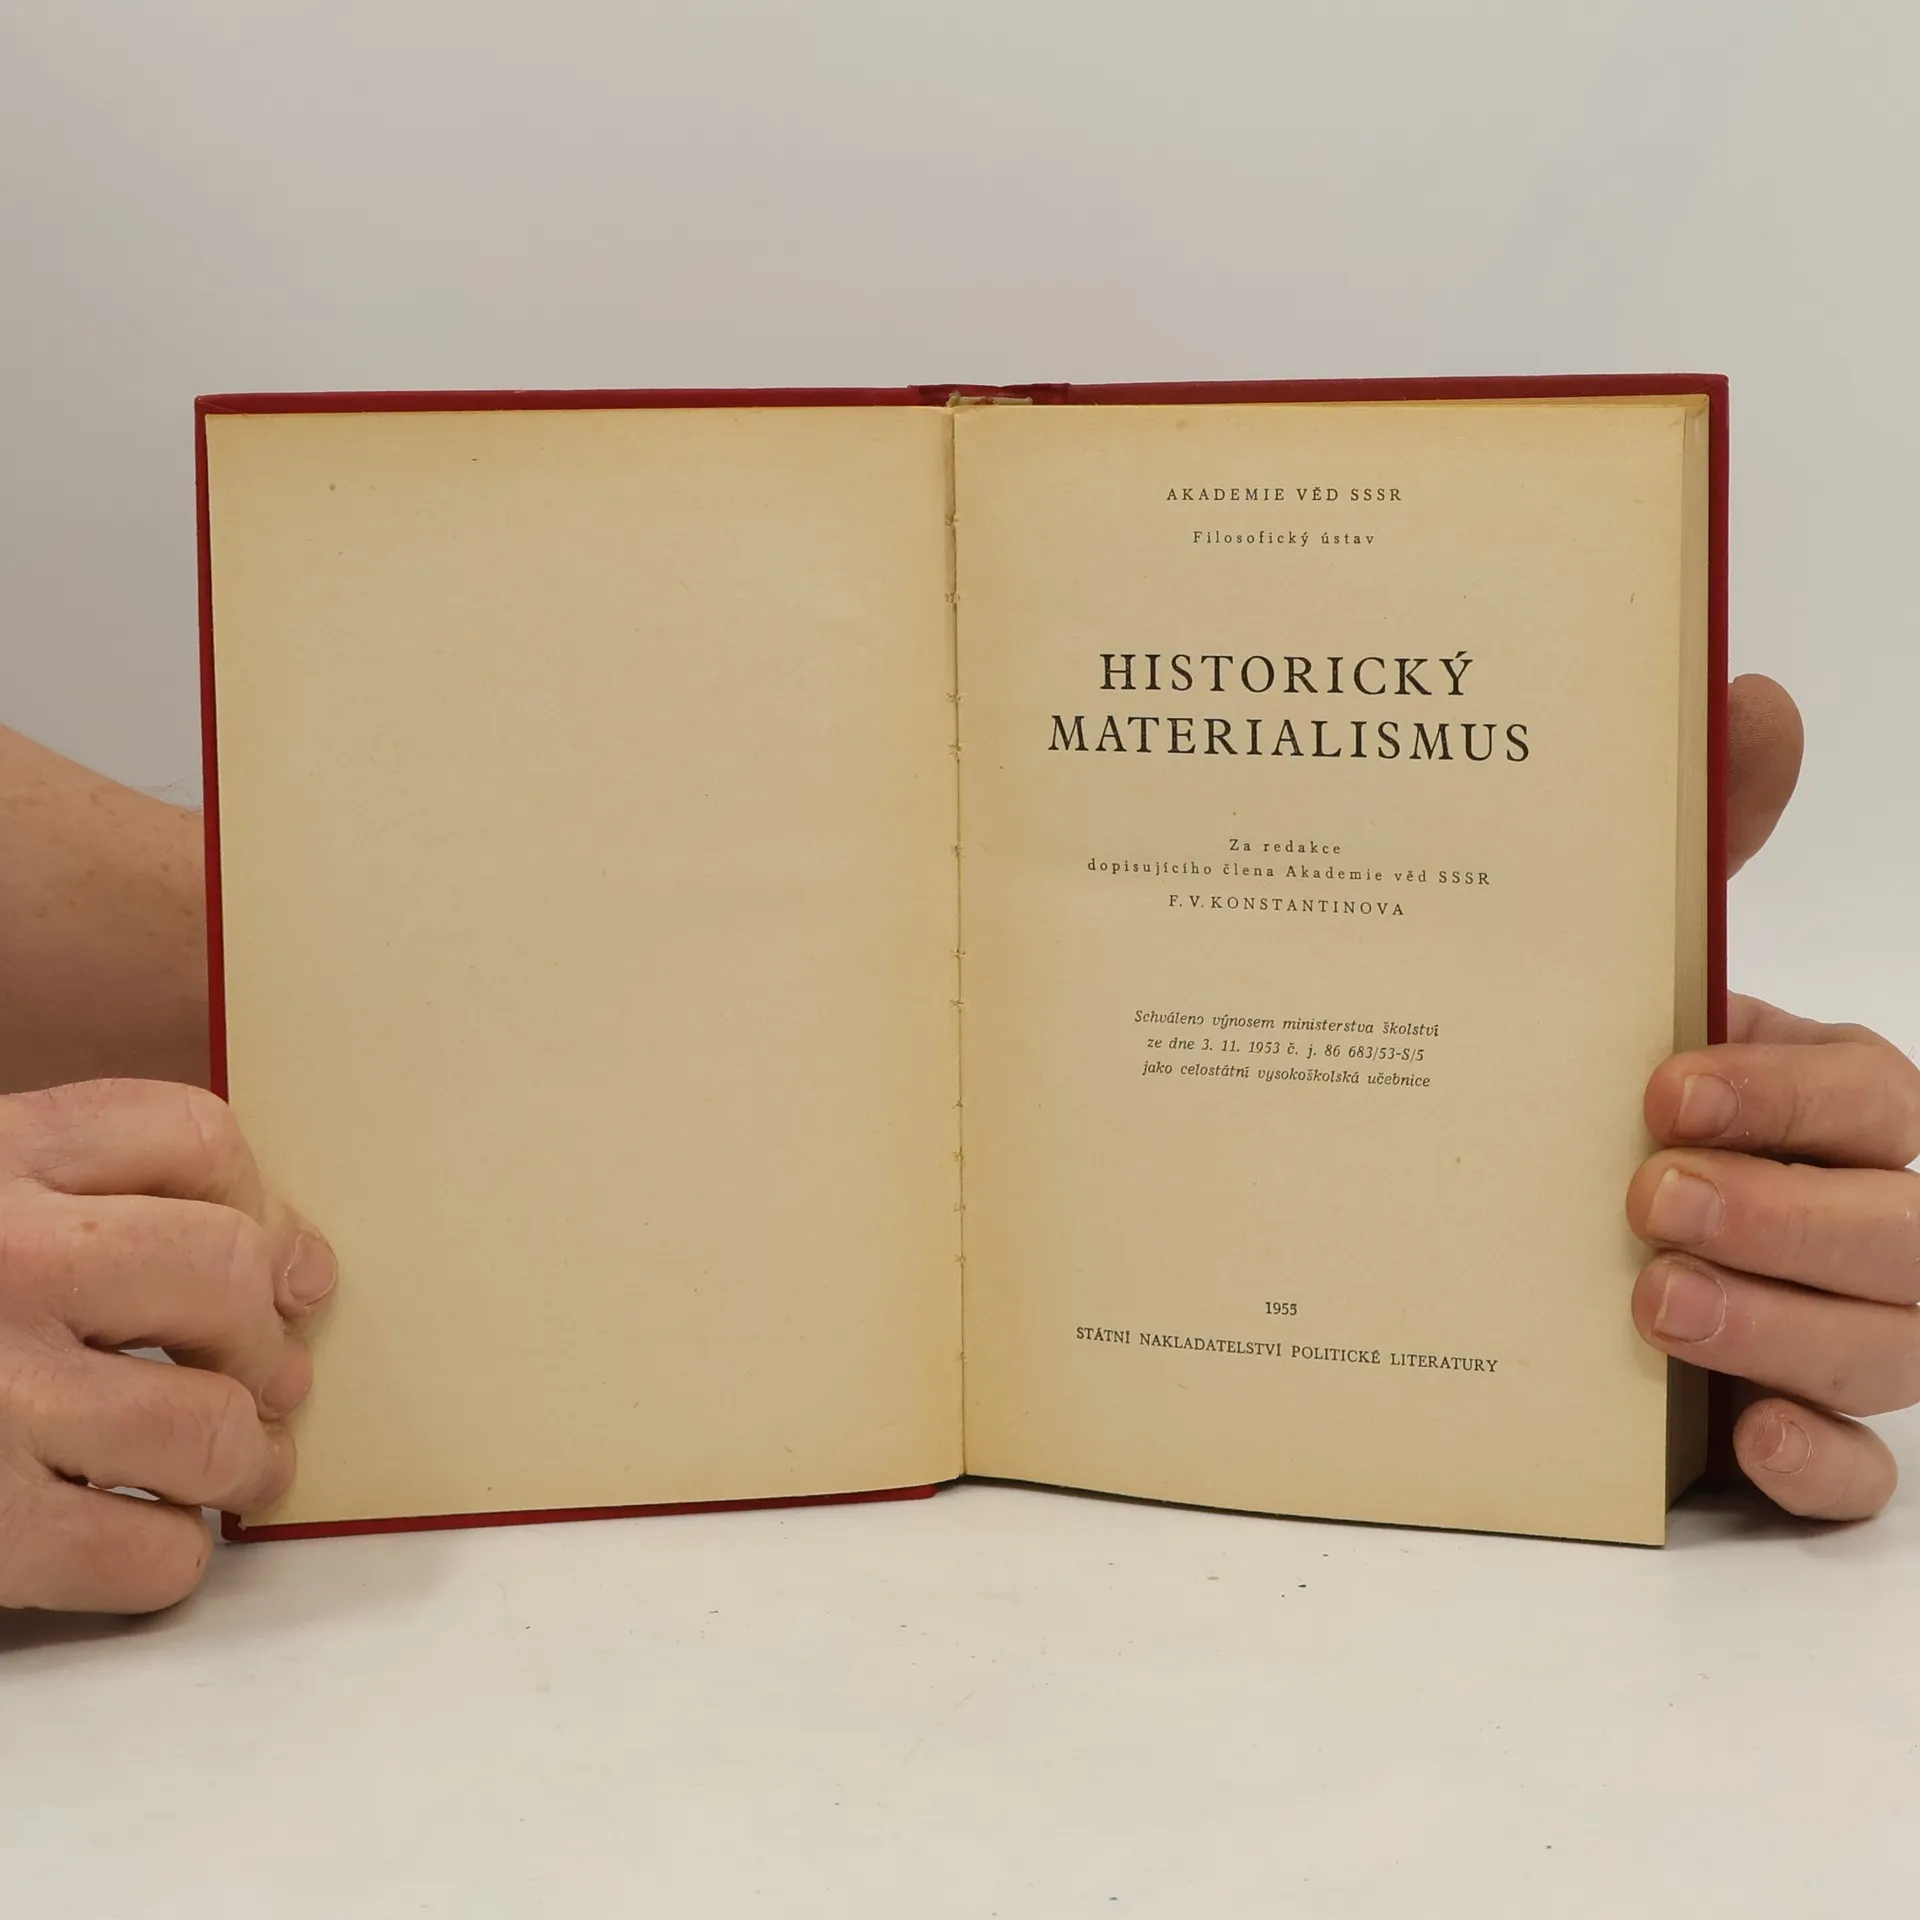 AKADEMIE VĚD SSSR
Filosofický ústav
HISTORICKÝ
MATERIALISMUS
Za redakce
dopisujícího člena Akademie věd SSSR
F. V. KONSTANTINOVA
Schváleno výnosem ministerstva školství
ze dne 3. 11. 1953 č. j. 86 683/53-S/5
jako celostátní vysokoškolská učebnice
1955
STÁTNÍ NAKLADATELSTVÍ POLITICKÉ LITERATURY